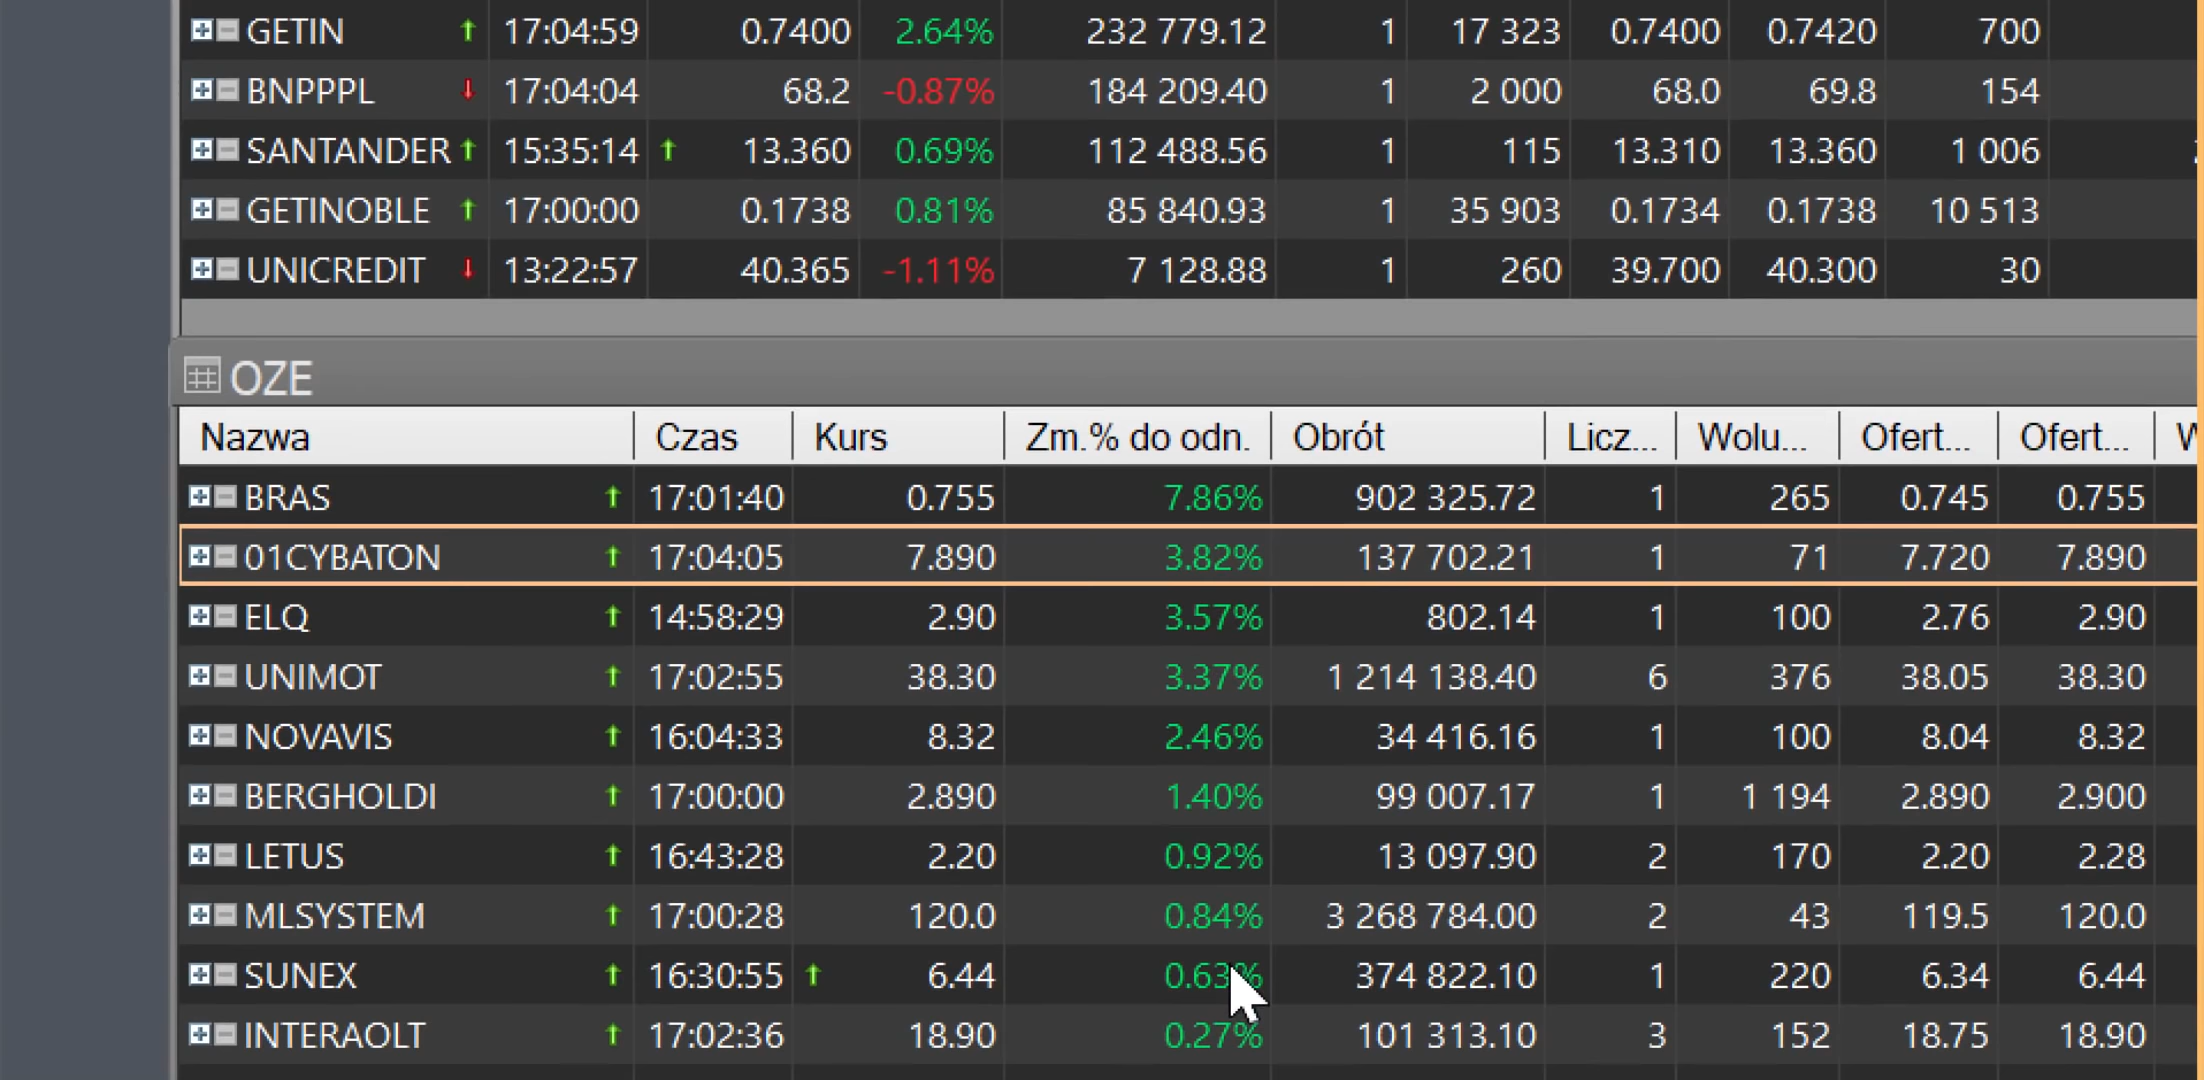 GETIN 17:04:59 0.7400 2.64% 232 779.12 1 17 323 0.7400 0.7420 700
BNPPPL 17:04:04 68.2 -0.87% 184 209.40 1 2 000 68.0 69.8 154
SANTANDER 15:35:14 13.360 0.69% 112 488.56 1 115 13.310 13.360 1 006
GETINOBLE 17:00:00 0.1738 0.81% 85 840.93 1 35 903 0.1734 0.1738 10 513
UNICREDIT 13:22:57 40.365 -1.11% 7 128.88 1 260 39.700 40.300 30
OZE
Nazwa Czas Kurs Zm.% do odn. Obrót Licz... Wolu... Ofert... Ofert...
BRAS 17:01:40 0.755 7.86% 902 325.72 1 265 0.745 0.755
01CYBATON 17:04:05 7.890 3.82% 137 702.21 1 71 7.720 7.890
ELQ 14:58:29 2.90 3.57% 802.14 1 100 2.76 2.90
UNIMOT 17:02:55 38.30 3.37% 1 214 138.40 6 376 38.05 38.30
NOVAVIS 16:04:33 8.32 2.46% 34 416.16 1 100 8.04 8.32
BERGHOLDI 17:00:00 2.890 1.40% 99 007.17 1 1 194 2.890 2.900
LETUS 16:43:28 2.20 0.92% 13 097.90 2 170 2.20 2.28
MLSYSTEM 17:00:28 120.0 0.84% 3 268 784.00 2 43 119.5 120.0
SUNEX 16:30:55 6.44 0.63% 374 822.10 1 220 6.34 6.44
INTERAOLT 17:02:36 18.90 0.27% 101 313.10 3 152 18.75 18.90